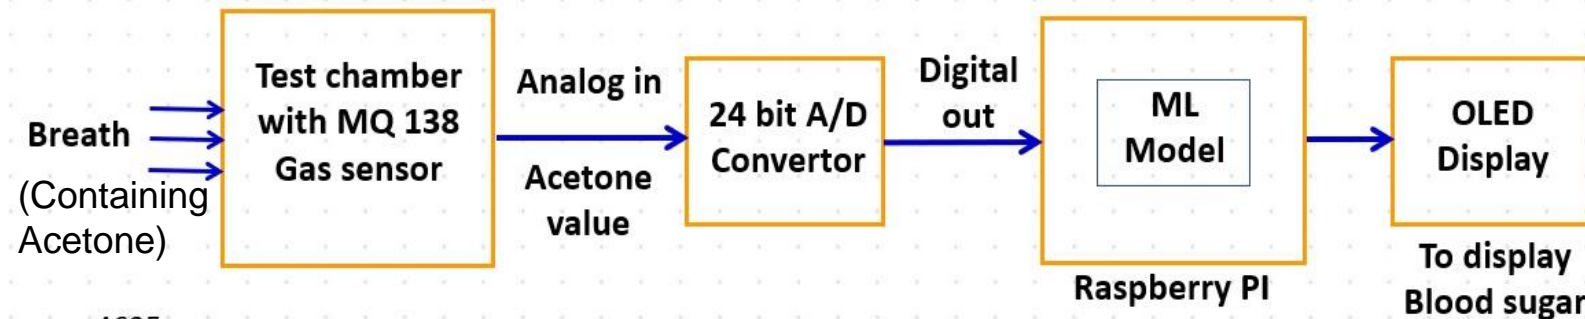 Breath
(Containing
Acetone)
Test chamber
with MQ 138
Gas sensor
Analog in
Acetone
value
24 bit A/D
Convertor
Digital
out
ML
Model
Raspberry PI
OLED
Display
To display
Blood sugar